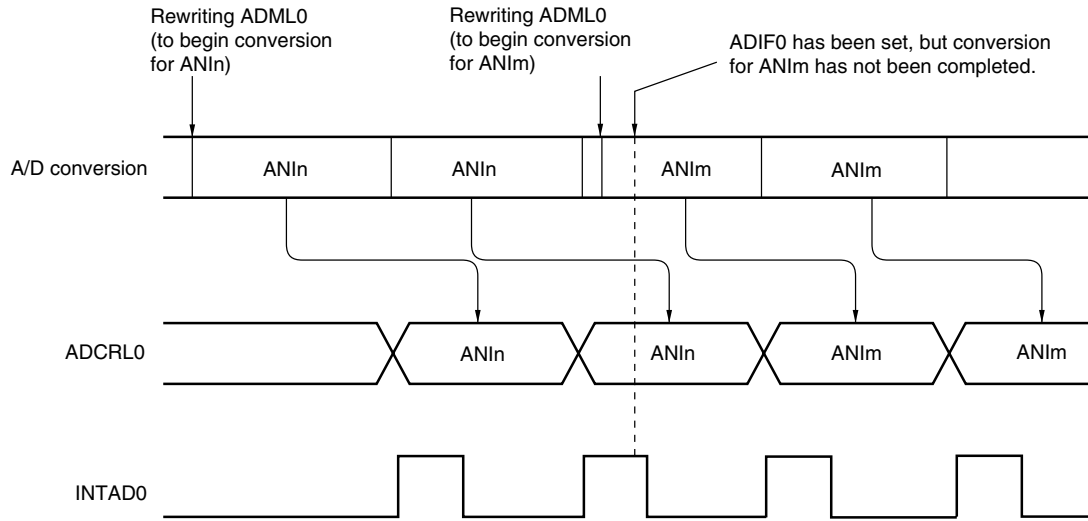 Rewriting ADML0
(to begin conversion
for ANIn)
Rewriting ADML0
(to begin conversion
for ANIm)
ADIF0 has been set, but conversion
for ANIm has not been completed.
A/D conversion
ANIn
ANIn
ANIm
ANIm
ADCRL0
ANIn
ANIn
ANIm
ANIm
INTAD0